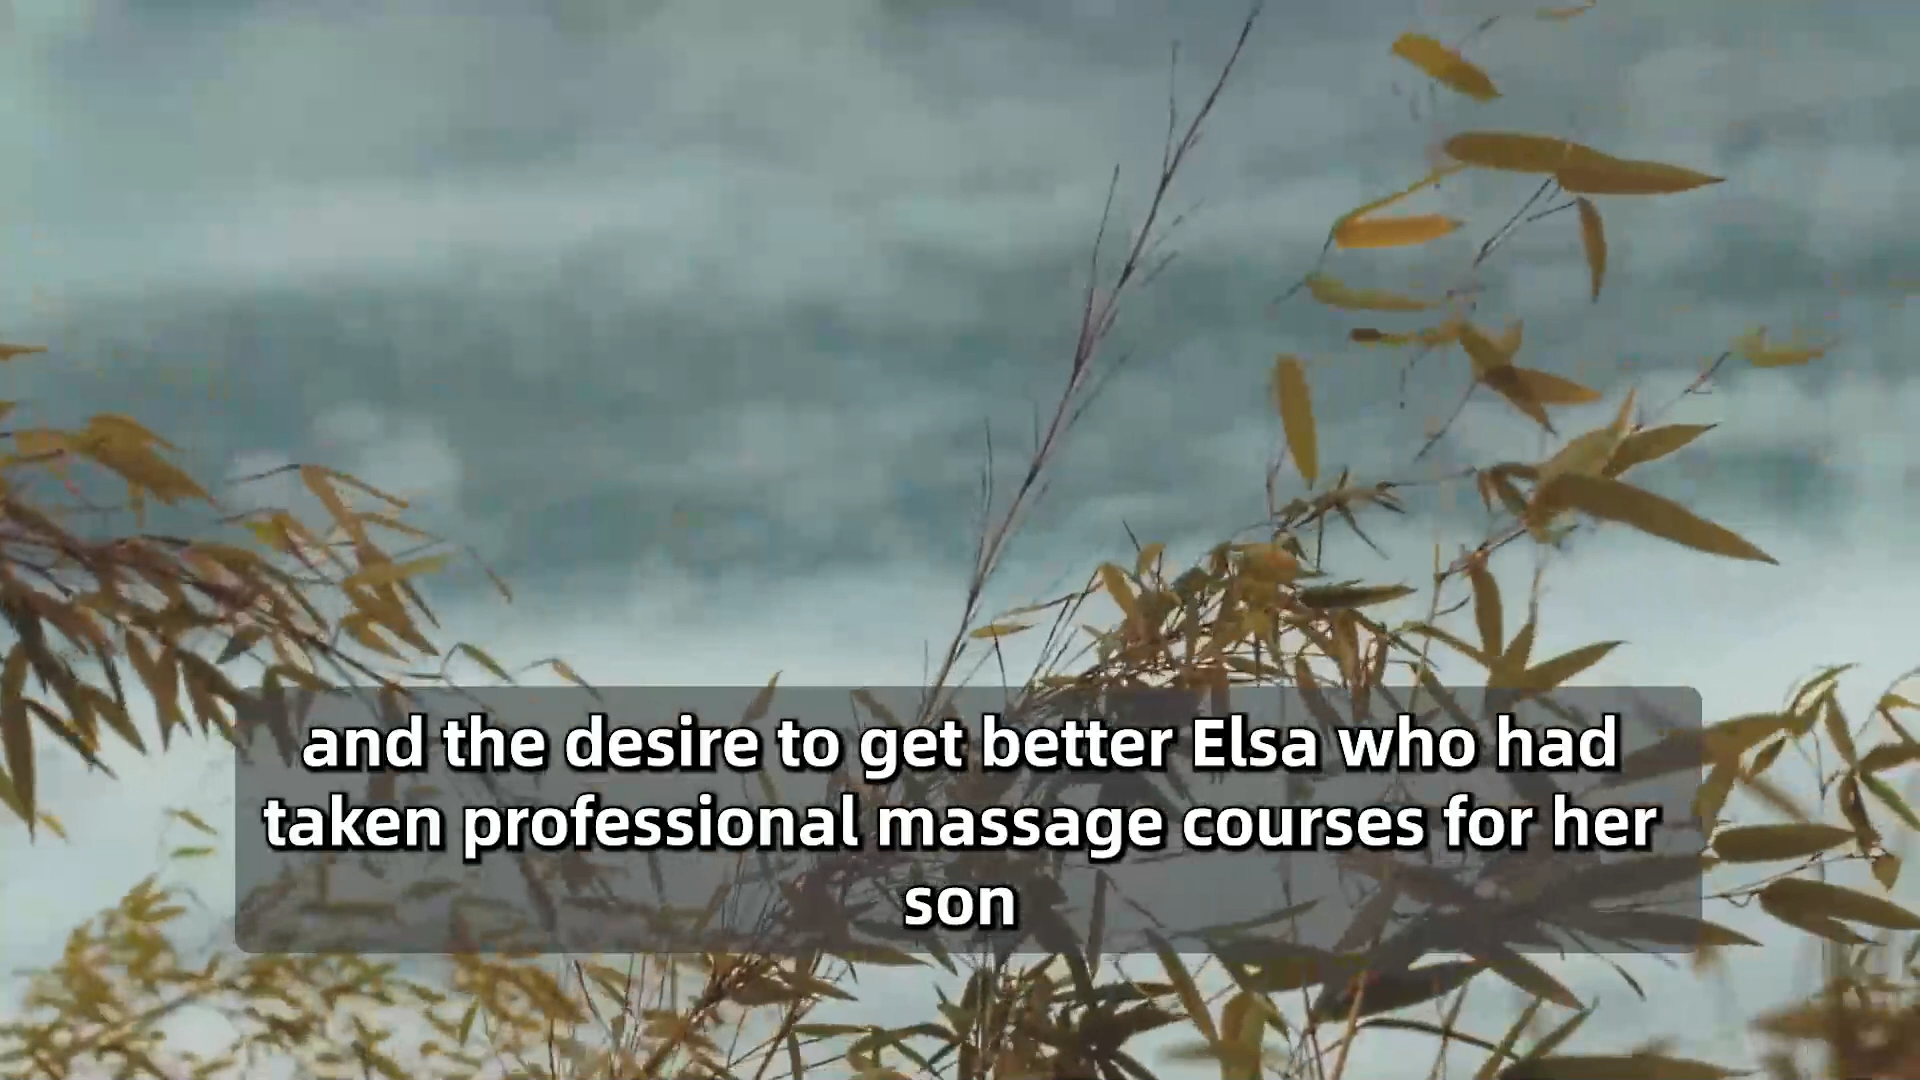 and the desire to get better Elsa who had
taken professional massage courses for her
son